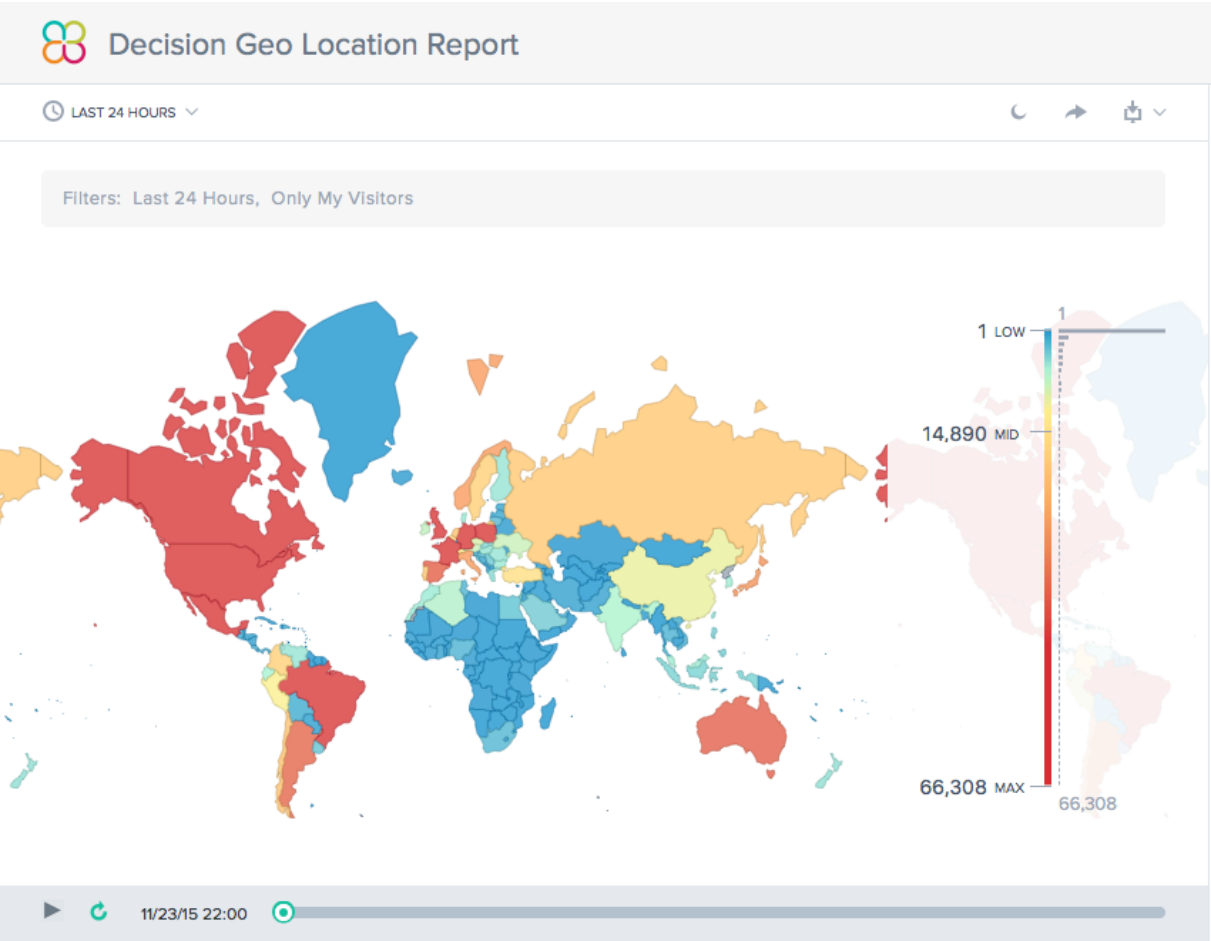 Decision Geo Location Report
LAST 24 HOURS
Filters: Last 24 Hours, Only My Visitors
1
1 LOW
14,890 MID
66,308 MAX
66,308
11/23/15 22:00